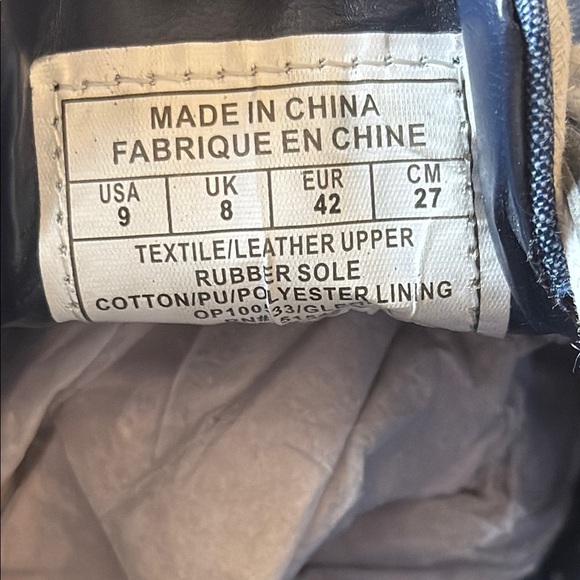 MADE IN CHINA
FABRIQUE EN CHINE
USA UK EUR CM
9 8 42 27
TEXTILE/LEATHER UPPER
RUBBER SOLE
COTTON/PU/POLYESTER LINING